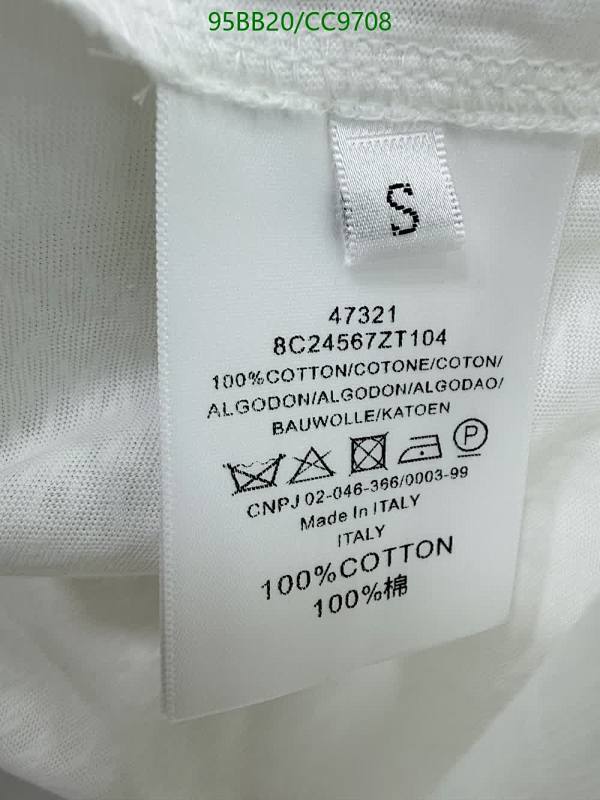 95BB20/CC9708
S
47321
8C24567ZT104
100%COTTON/COTONE/COTON/
ALGODON/ALGODON/ALGODAO/
BAUWOLLE/KATOEN
P
CNPJ 02-046-366/0003-99
Made In ITALY
ITALY
100%COTTON
100%棉